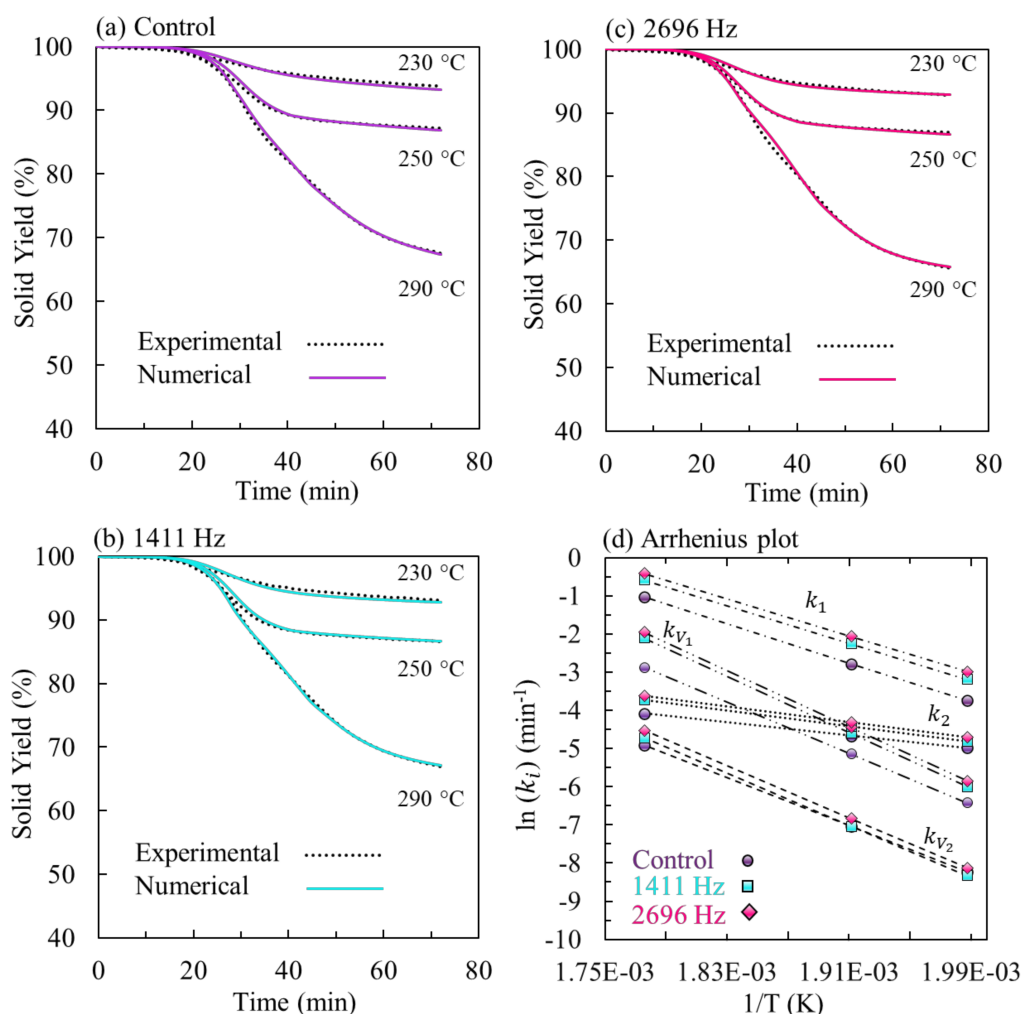 (a) Control
100
90
80
70
60
50
40
Solid Yield (%)
230 °C
250 °C
290 °C
Experimental
Numerical
0 20 40 60 80
Time (min)
(c) 2696 Hz
100
90
80
70
60
50
40
Solid Yield (%)
230 °C
250 °C
290 °C
Experimental
Numerical
0 20 40 60 80
Time (min)
(b) 1411 Hz
100
90
80
70
60
50
40
Solid Yield (%)
230 °C
250 °C
290 °C
Experimental
Numerical
0 20 40 60 80
Time (min)
(d) Arrhenius plot
-0
-1
-2
-3
-4
-5
-6
-7
-8
-9
-10
ln (k_i) (min⁻¹)
k₁
k_{V₁}
k₂
k_{V₂}
Control
1411 Hz
2696 Hz
1.75E-03 1.83E-03 1.91E-03 1.99E-03
1/T (K)